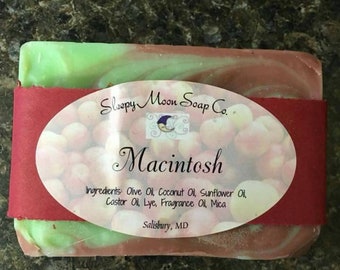 Sleepy Moon Soap Co.
Macintosh
Ingredients: Olive Oil, Coconut Oil, Sunflower Oil,
Castor Oil, Lye, Fragrance Oil, Mica
Salisbury, MD